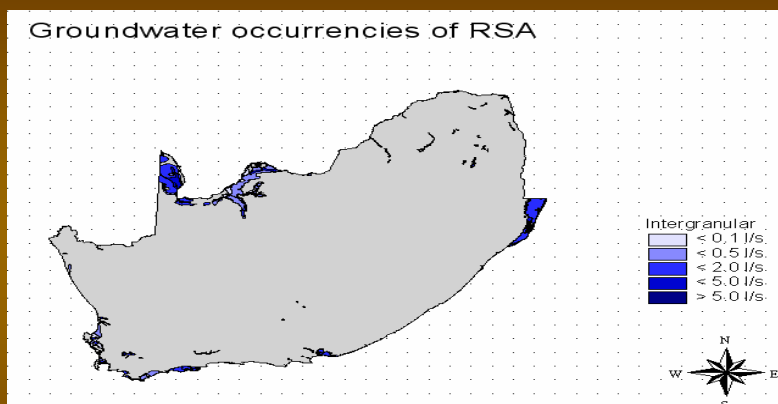 Groundwater occurrencies of RSA
Intergranular
< 0.1 l/s
< 0.5 l/s
< 2.0 l/s
< 5.0 l/s
> 5.0 l/s
N
W
E
S